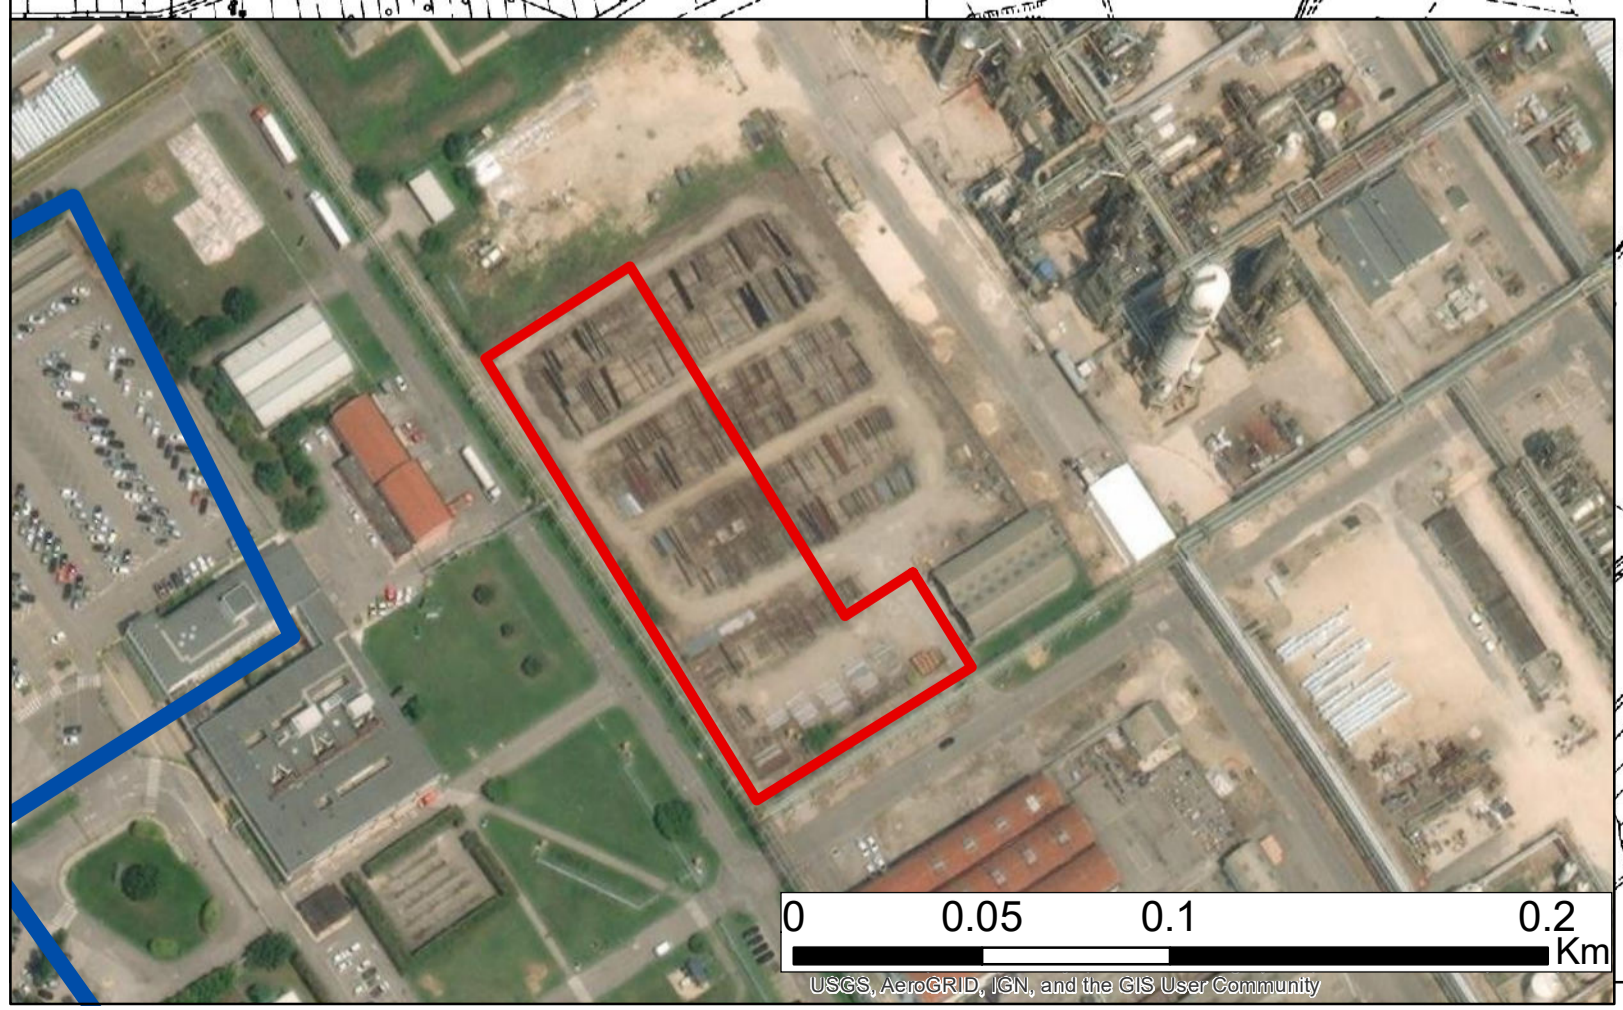 0 0.05 0.1 0.2
Km
USGS, AeroGRID, IGN, and the GIS User Community